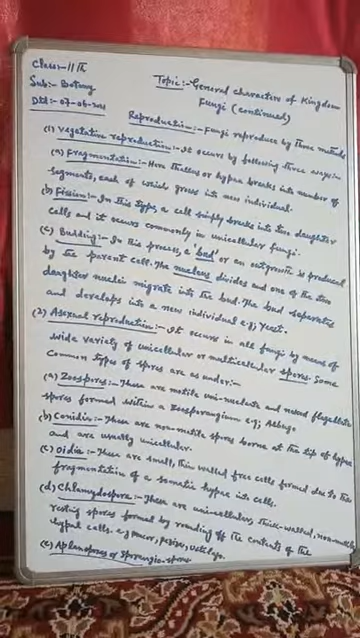 Class:- 11th
Sub:- Botany
Dtd:- 07-06-2021
Topic:- General characters of Kingdom
Fungi (continued)
Reproduction:- Fungi reproduce by three methods
(1) Vegetative reproduction:- It occurs by following three ways:-
(a) Fragmentation:- Here thallus or hypha breaks into number of
segments, each of which grows into new individual.
(b) Fission:- In this type, a cell simply breaks into two daughter
cells and it occurs commonly in unicellular fungi.
(c) Budding:- In this process, a 'bud' or an outgrowth is produced
by the parent cell. The nucleus divides and one of the two
daughter nuclei migrate into the bud. The bud separates
and develops into a new individual e.g; Yeast.
(2) Asexual reproduction:- It occurs in all fungi by means of
wide variety of unicellular or multicellular spores. Some
common types of spores are as under:-
(a) Zoospores:- These are motile uni-nucleate and naked flagellate
spores formed within a Zoosporangium e.g; Albugo
(b) Conidia:- These are non-motile spores borne at the tip of hyphae
and are usually unicellular.
(c) Oidia:- These are small, thin walled free cells formed due to the
fragmentation of a somatic hyphae into cells.
(d) Chlamydospore:- These are unicellular, thick-walled, non-motile
resting spores formed by rounding off the contents of the
hyphal cells. e.g mucor, peziza, ustilago.
(e) Aplanospores or Sporangio-spores